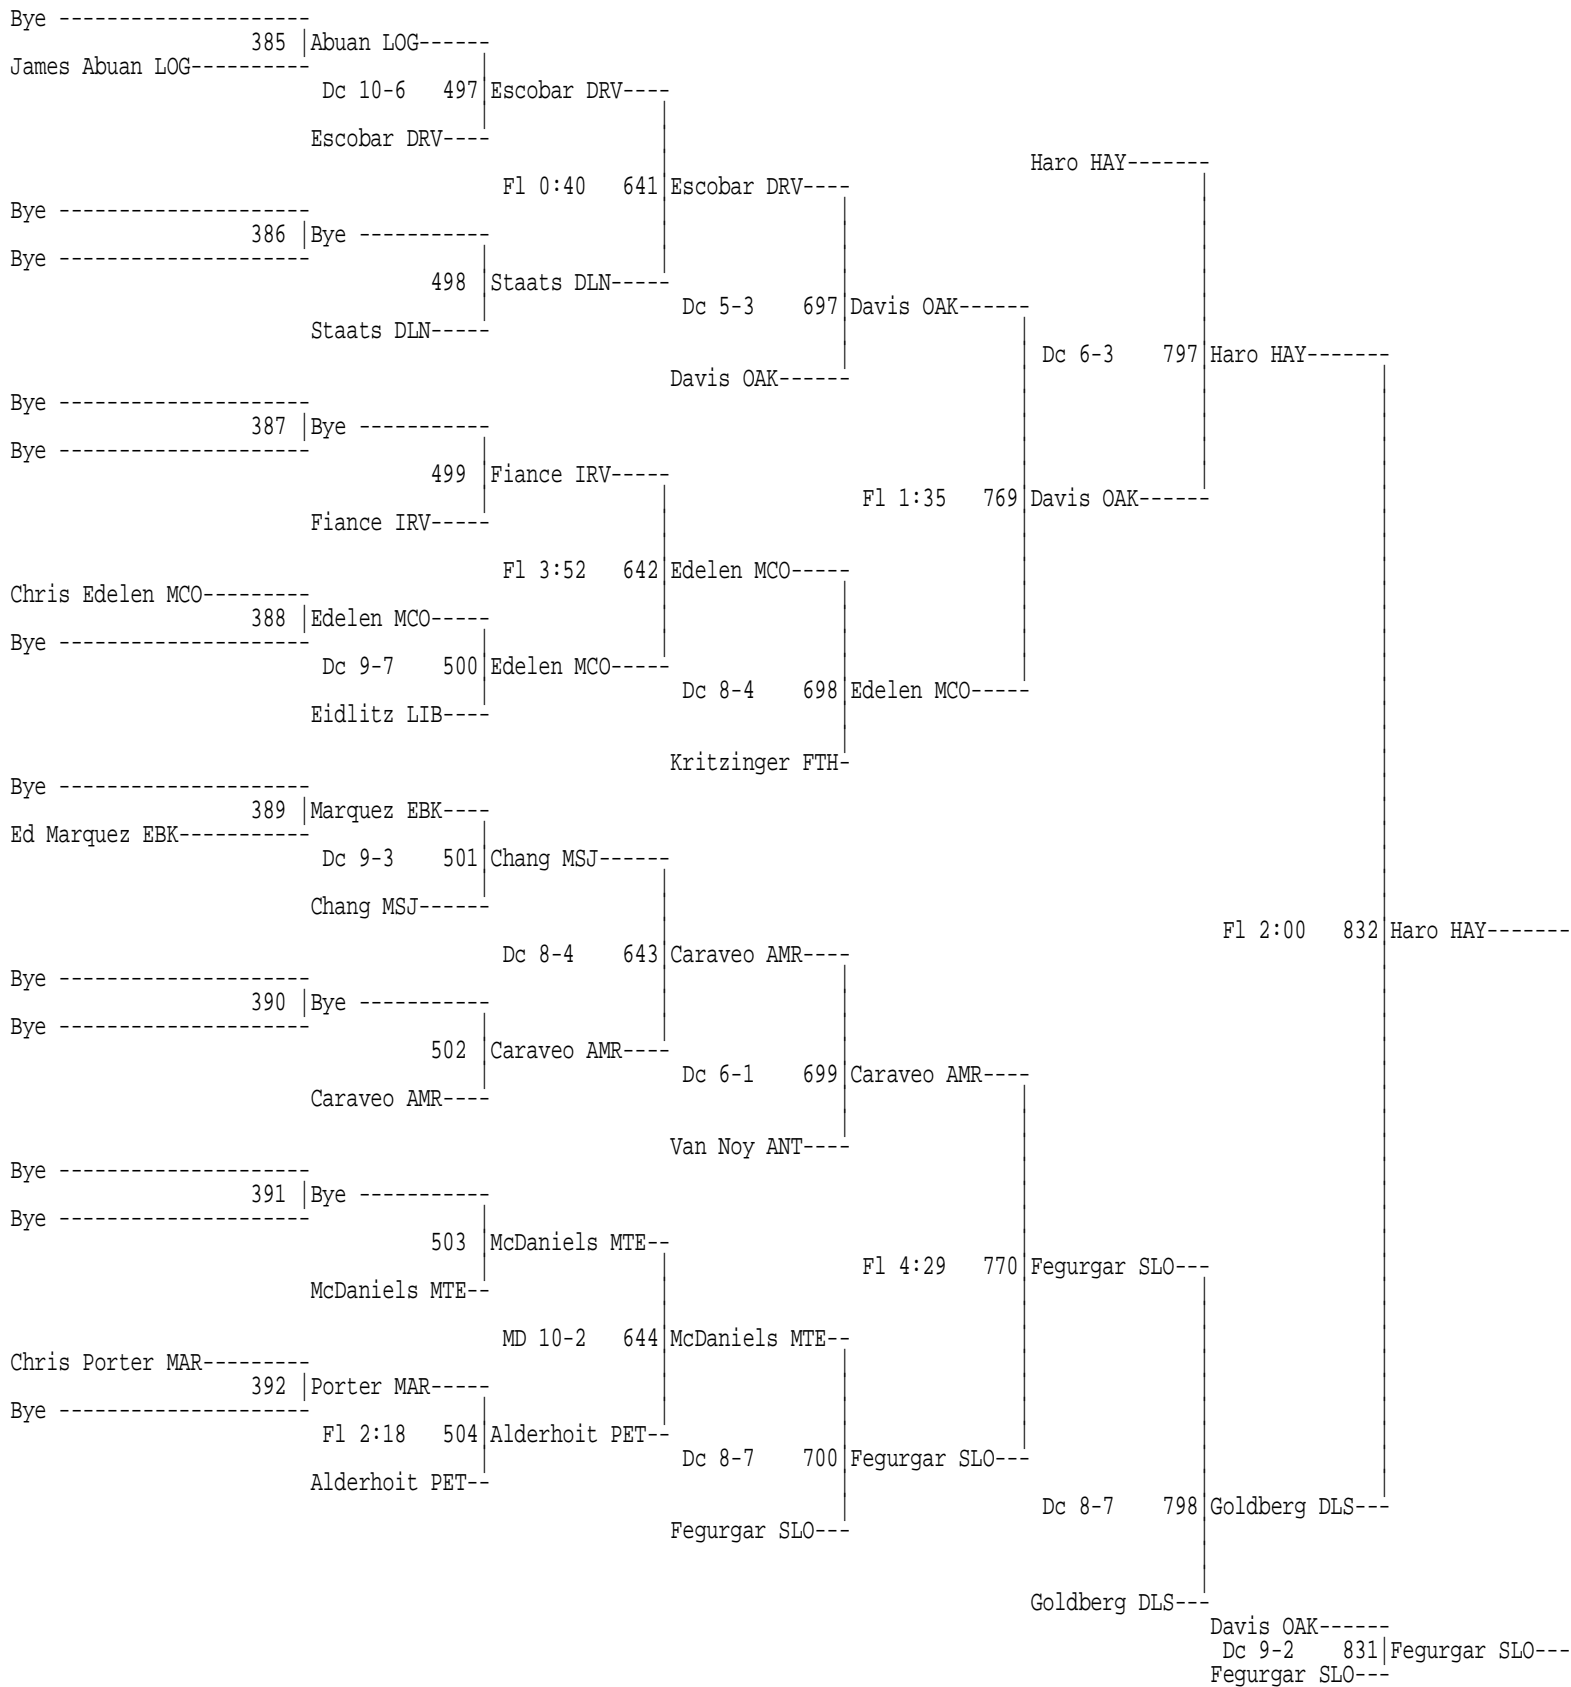 Bye --------------------
385 |Abuan LOG------
James Abuan LOG----------
Dc 10-6 497|Escobar DRV----
Escobar DRV----
Haro HAY-------
Fl 0:40 641|Escobar DRV----
Bye --------------------
386 |Bye -----------
Bye --------------------
498 |Staats DLN-----
Dc 5-3 697|Davis OAK------
Staats DLN-----
Dc 6-3 797|Haro HAY-------
Davis OAK------
Bye --------------------
387 |Bye -----------
Bye --------------------
499 |Fiance IRV-----
Fl 1:35 769|Davis OAK------
Fiance IRV-----
Fl 3:52 642|Edelen MCO-----
Chris Edelen MCO---------
388 |Edelen MCO-----
Bye --------------------
Dc 9-7 500|Edelen MCO-----
Dc 8-4 698|Edelen MCO-----
Eidlitz LIB----
Kritzinger FTH-
Bye --------------------
389 |Marquez EBK----
Ed Marquez EBK-----------
Dc 9-3 501|Chang MSJ------
Chang MSJ------
Fl 2:00 832|Haro HAY-------
Dc 8-4 643|Caraveo AMR----
Bye --------------------
390 |Bye -----------
Bye --------------------
502 |Caraveo AMR----
Dc 6-1 699|Caraveo AMR----
Caraveo AMR----
Van Noy ANT----
Bye --------------------
391 |Bye -----------
Bye --------------------
503 |McDaniels MTE--
Fl 4:29 770|Fegurgar SLO---
McDaniels MTE--
MD 10-2 644|McDaniels MTE--
Chris Porter MAR---------
392 |Porter MAR-----
Bye --------------------
Fl 2:18 504|Alderhoit PET--
Dc 8-7 700|Fegurgar SLO---
Alderhoit PET--
Dc 8-7 798|Goldberg DLS---
Fegurgar SLO---
Goldberg DLS---
Davis OAK------
Dc 9-2 831|Fegurgar SLO---
Fegurgar SLO---